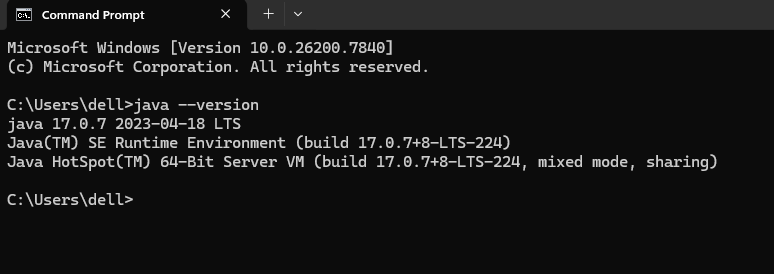 Command Prompt
Microsoft Windows [Version 10.0.26200.7840]
(c) Microsoft Corporation. All rights reserved.
C:\Users\dell>java --version
java 17.0.7 2023-04-18 LTS
Java(TM) SE Runtime Environment (build 17.0.7+8-LTS-224)
Java HotSpot(TM) 64-Bit Server VM (build 17.0.7+8-LTS-224, mixed mode, sharing)
C:\Users\dell>